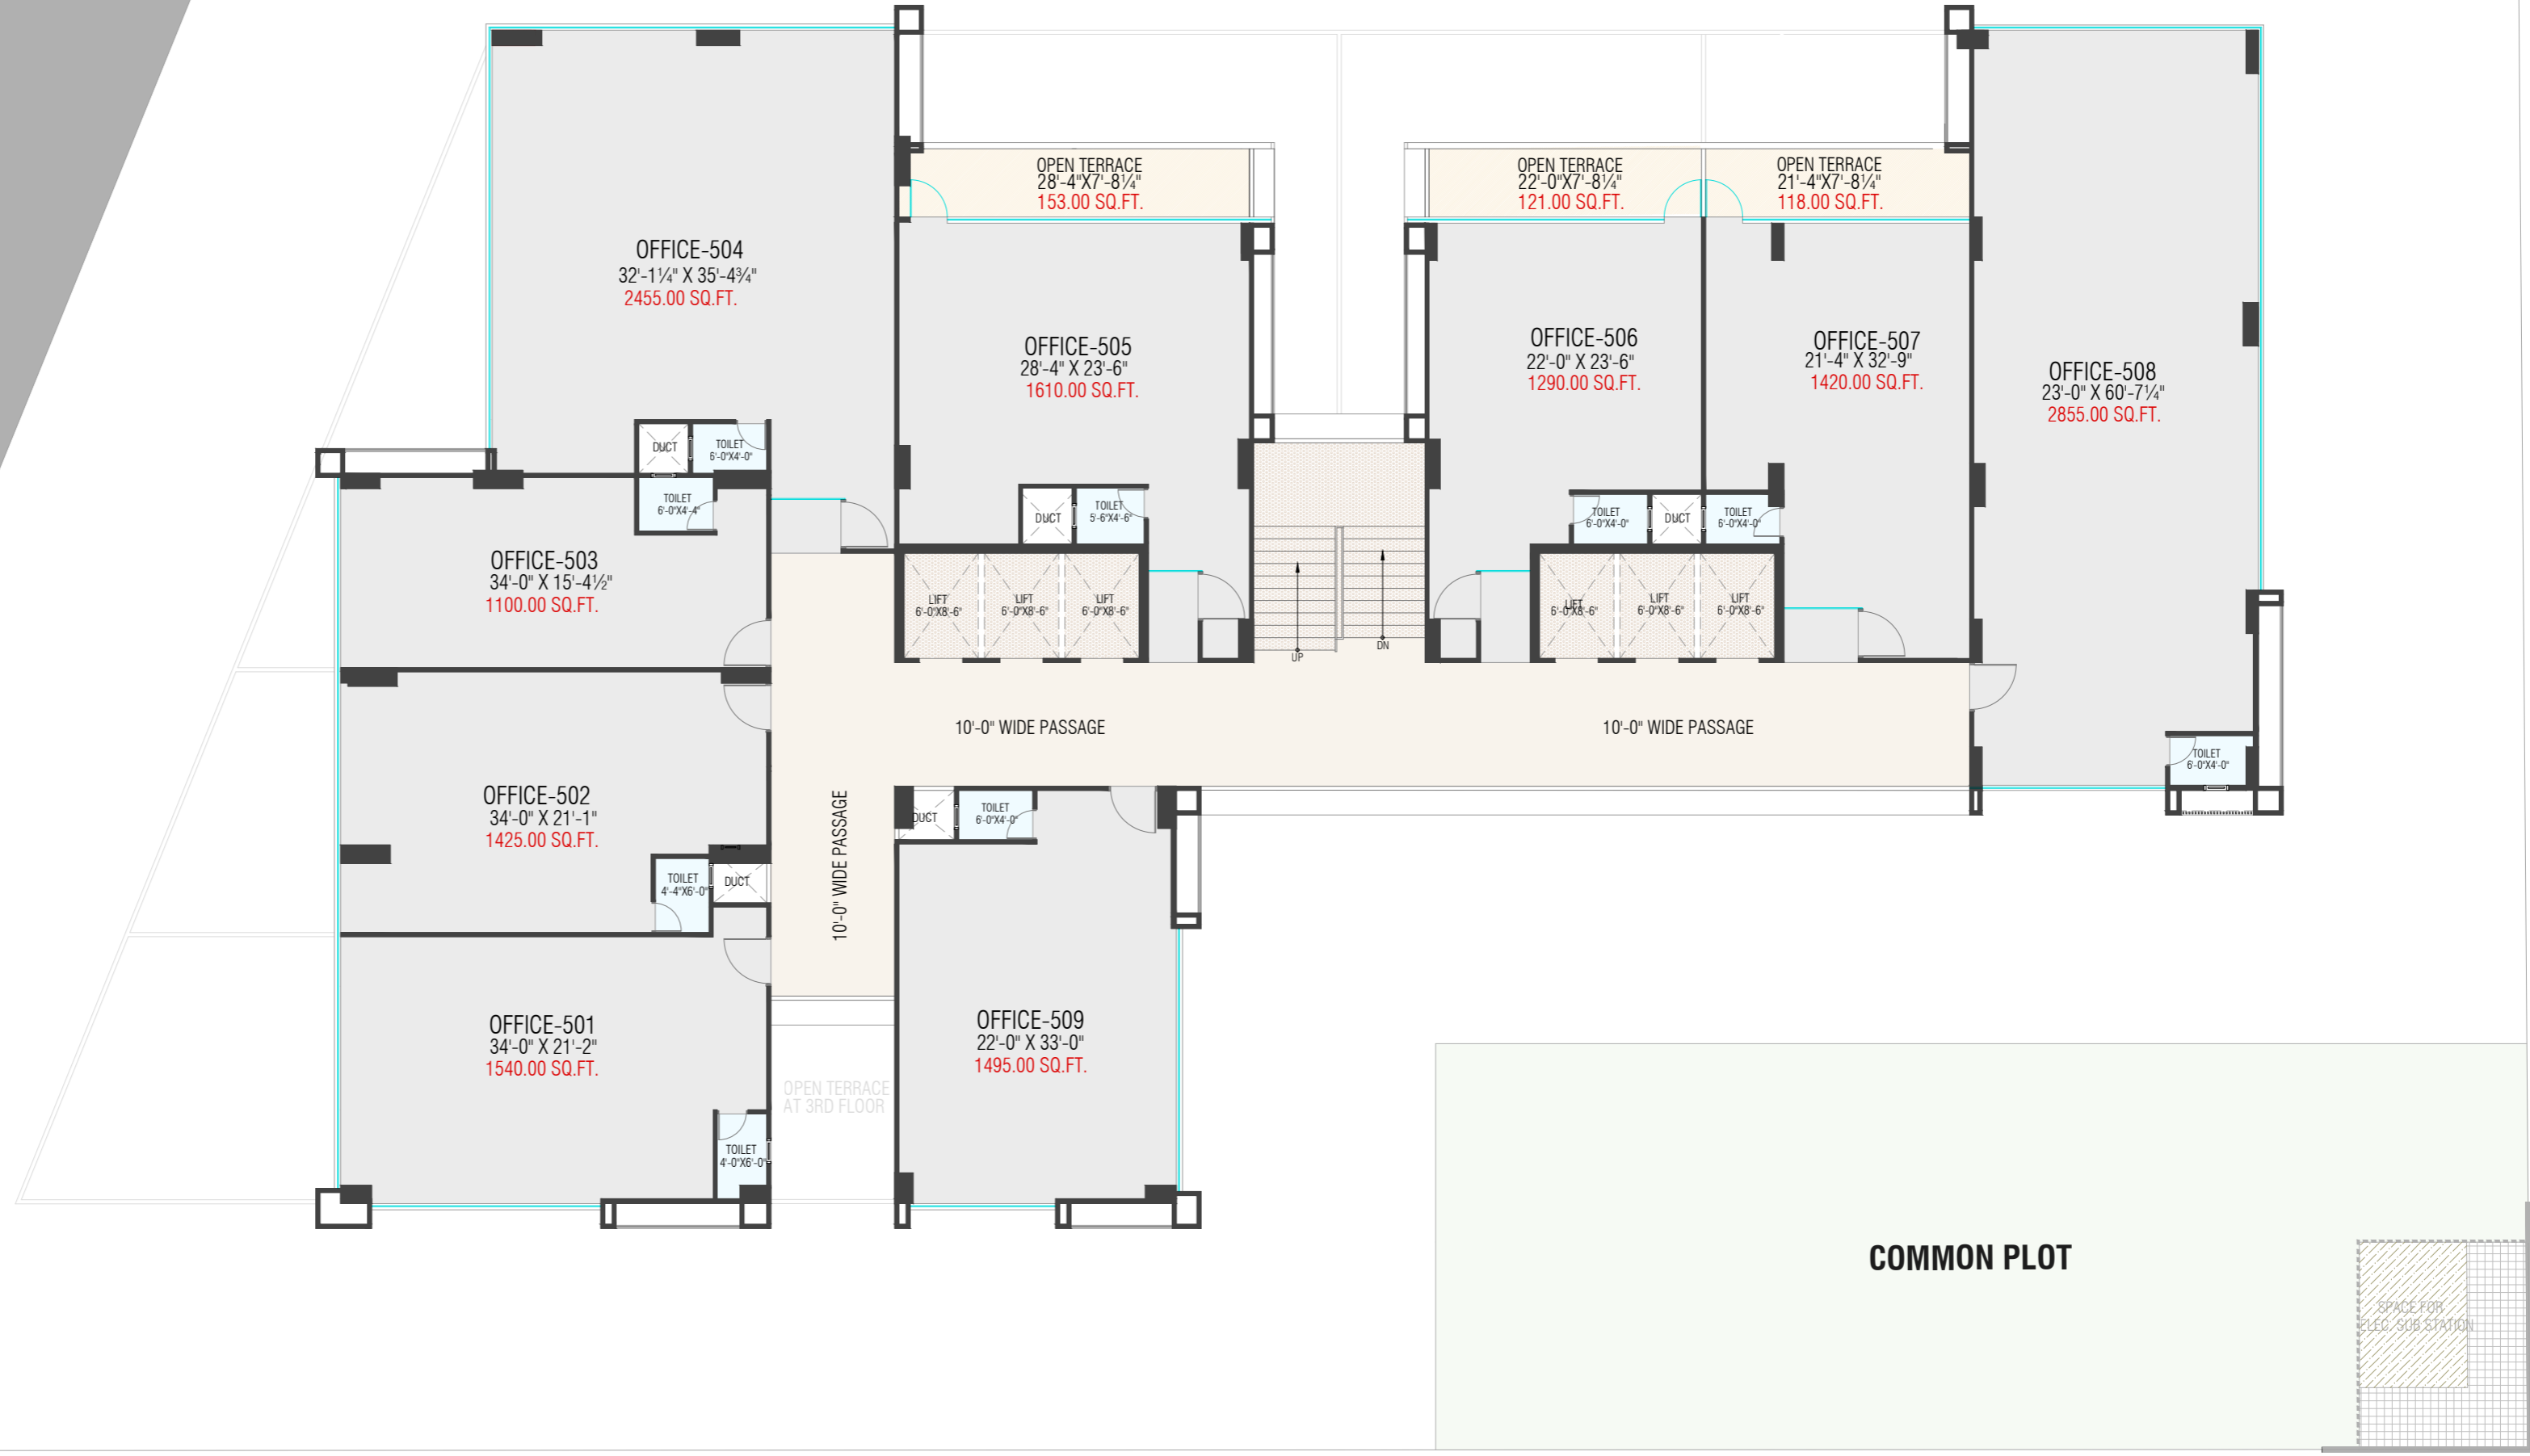 OPEN TERRACE
28'-4"X7'-8¼"
153.00 SQ.FT.
OPEN TERRACE
22'-0"X7'-8¼"
121.00 SQ.FT.
OPEN TERRACE
21'-4"X7'-8¼"
118.00 SQ.FT.
OFFICE-504
32'-1¼" X 35'-4¾"
2455.00 SQ.FT.
OFFICE-505
28'-4" X 23'-6"
1610.00 SQ.FT.
OFFICE-506
22'-0" X 23'-6"
1290.00 SQ.FT.
OFFICE-507
21'-4" X 32'-9"
1420.00 SQ.FT.
OFFICE-508
23'-0" X 60'-7¼"
2855.00 SQ.FT.
DUCT
TOILET
6'-0"X4'-0"
TOILET
6'-0"X4'-4"
DUCT
TOILET
5'-6"X4'-6"
TOILET
6'-0"X4'-0"
DUCT
TOILET
6'-0"X4'-0"
OFFICE-503
34'-0" X 15'-4½"
1100.00 SQ.FT.
LIFT
6'-0"X8'-6"
LIFT
6'-0"X8'-6"
LIFT
6'-0"X8'-6"
UP
DN
LIFT
6'-0"X8'-6"
LIFT
6'-0"X8'-6"
LIFT
6'-0"X8'-6"
10'-0" WIDE PASSAGE
10'-0" WIDE PASSAGE
TOILET
6'-0"X4'-0"
OFFICE-502
34'-0" X 21'-1"
1425.00 SQ.FT.
TOILET
4'-4"X6'-0"
DUCT
10'-0" WIDE PASSAGE
DUCT
TOILET
6'-0"X4'-0"
OFFICE-501
34'-0" X 21'-2"
1540.00 SQ.FT.
OFFICE-509
22'-0" X 33'-0"
1495.00 SQ.FT.
OPEN TERRACE
AT 3RD FLOOR
TOILET
4'-0"X6'-0"
COMMON PLOT
SPACE FOR
ELEC. SUB STATION